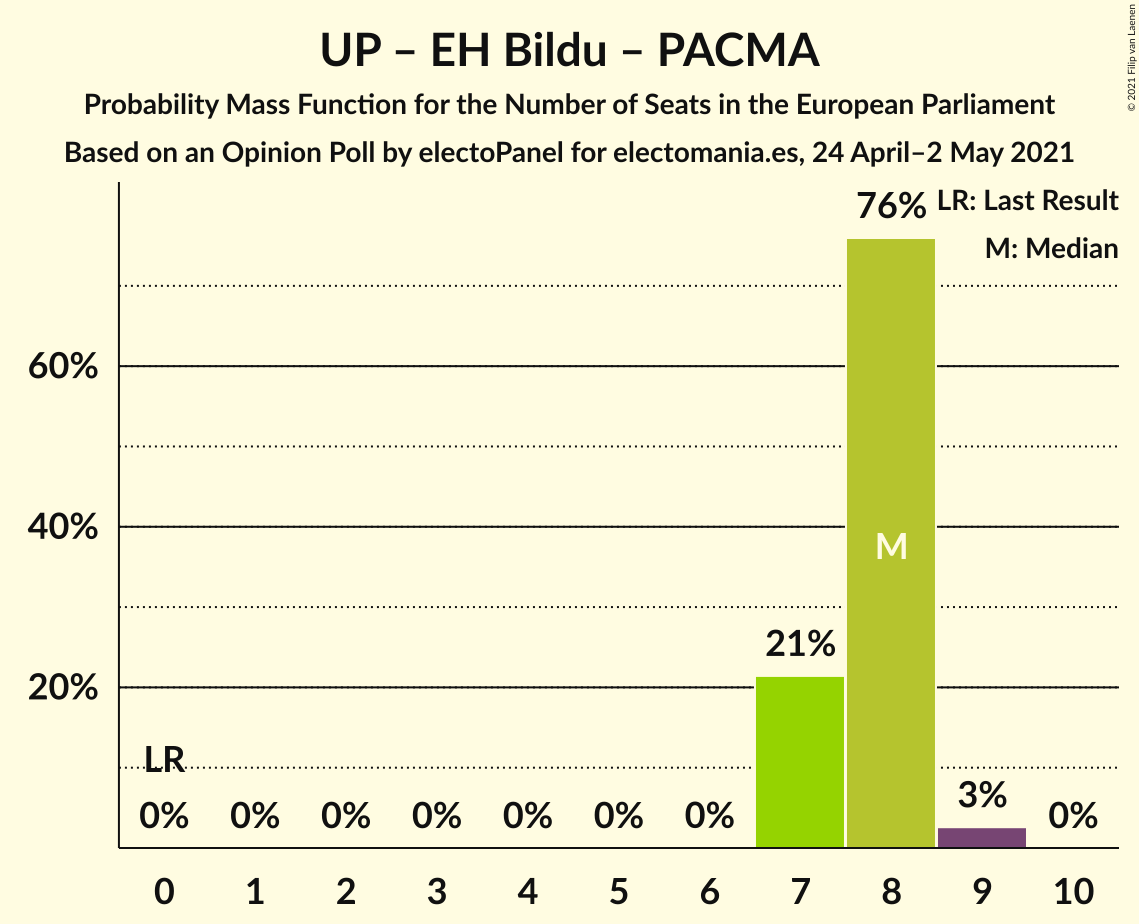 UP – EH Bildu – PACMA
Probability Mass Function for the Number of Seats in the European Parliament
Based on an Opinion Poll by electoPanel for electomania.es, 24 April–2 May 2021
© 2021 Filip van Laenen
LR: Last Result
M: Median
76%
60%
40%
M
21%
20%
LR
3%
0% 0% 0% 0% 0% 0% 0% 0%
0 1 2 3 4 5 6 7 8 9 10